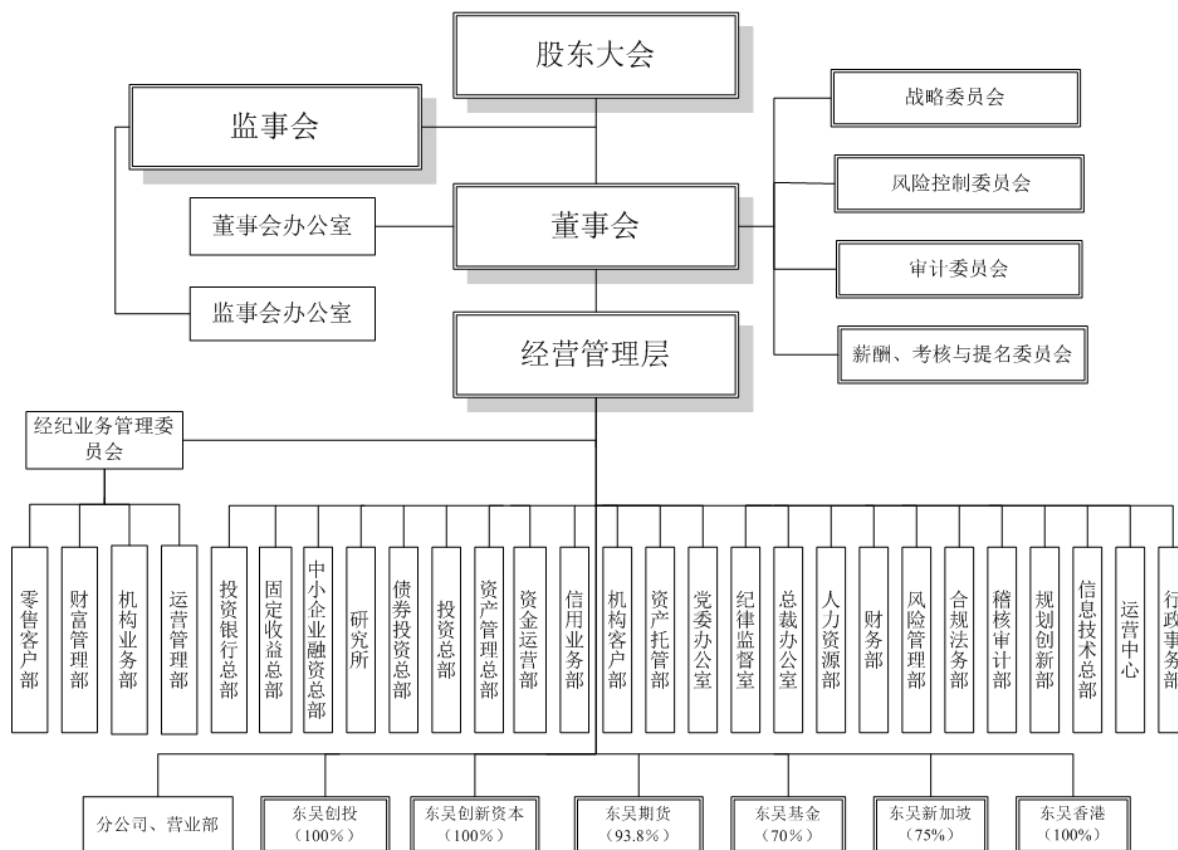 股东大会
监事会
战略委员会
风险控制委员会
董事会办公室
董事会
审计委员会
监事会办公室
经营管理层
薪酬、考核与提名委员会
经纪业务管理委
员会
零售客户部
财富管理部
机构业务部
运营管理部
投资银行总部
固定收益总部
中小企业融资总部
研究所
债券投资总部
投资总部
资产管理总部
资金运营部
信用业务部
机构客户部
资产托管部
党委办公室
纪律监督室
总裁办公室
人力资源部
财务部
风险管理部
合规法务部
稽核审计部
规划创新部
信息技术总部
运营中心
行政事务部
分公司、营业部
东吴创投
（100%）
东吴创新资本
（100%）
东吴期货
（93.8%）
东吴基金
（70%）
东吴新加坡
（75%）
东吴香港
（100%）